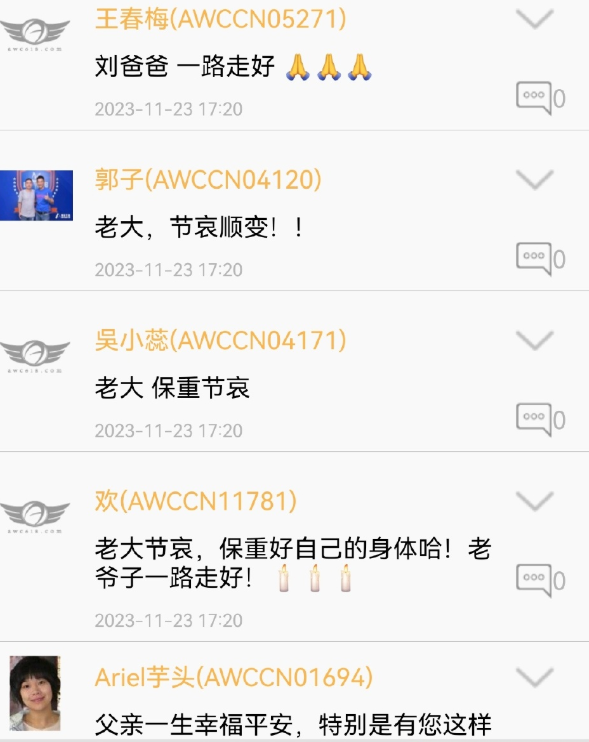 王春梅(AWCCN05271)
刘爸爸 一路走好 🙏🙏🙏
2023-11-23 17:20
0
郭子(AWCCN04120)
老大，节哀顺变！！
2023-11-23 17:20
0
吳小蕊(AWCCN04171)
老大 保重节哀
2023-11-23 17:20
0
欢(AWCCN11781)
老大节哀，保重好自己的身体哈！老
爷子一路走好！🕯🕯🕯
2023-11-23 17:20
0
Ariel芋头(AWCCN01694)
父亲一生幸福平安，特别是有您这样